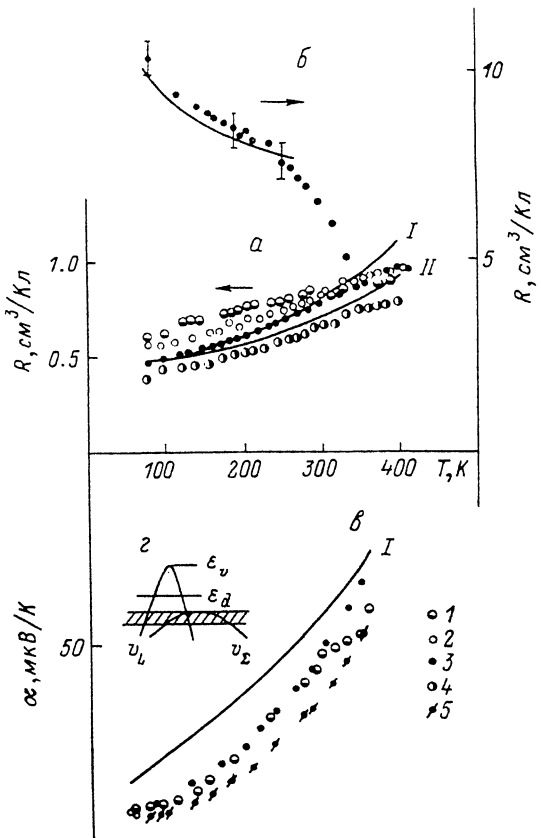 б
10
R, см³/Кл
а
I
II
5
1.0
0.5
R, см³/Кл
100
200
300
400
T, K
в
I
г
ε_v
ε_d
v_L
v_Σ
50
α, мкВ/К
1
2
3
4
5